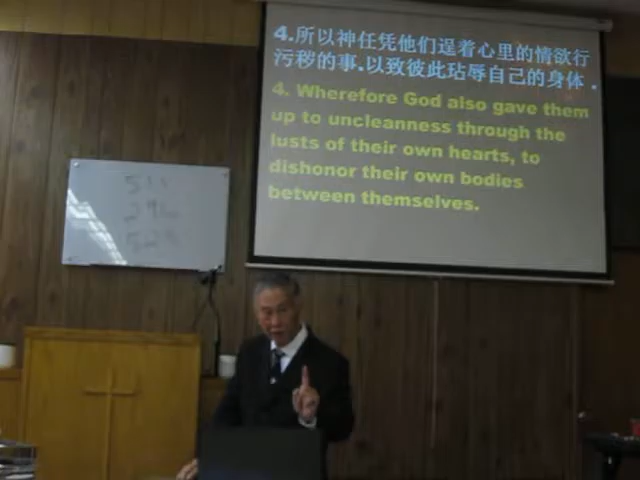 4.所以神任凭他们逞着心里的情欲行
污秽的事.以致彼此玷辱自己的身体.
4. Wherefore God also gave them
up to uncleanness through the
lusts of their own hearts, to
dishonor their own bodies
between themselves.